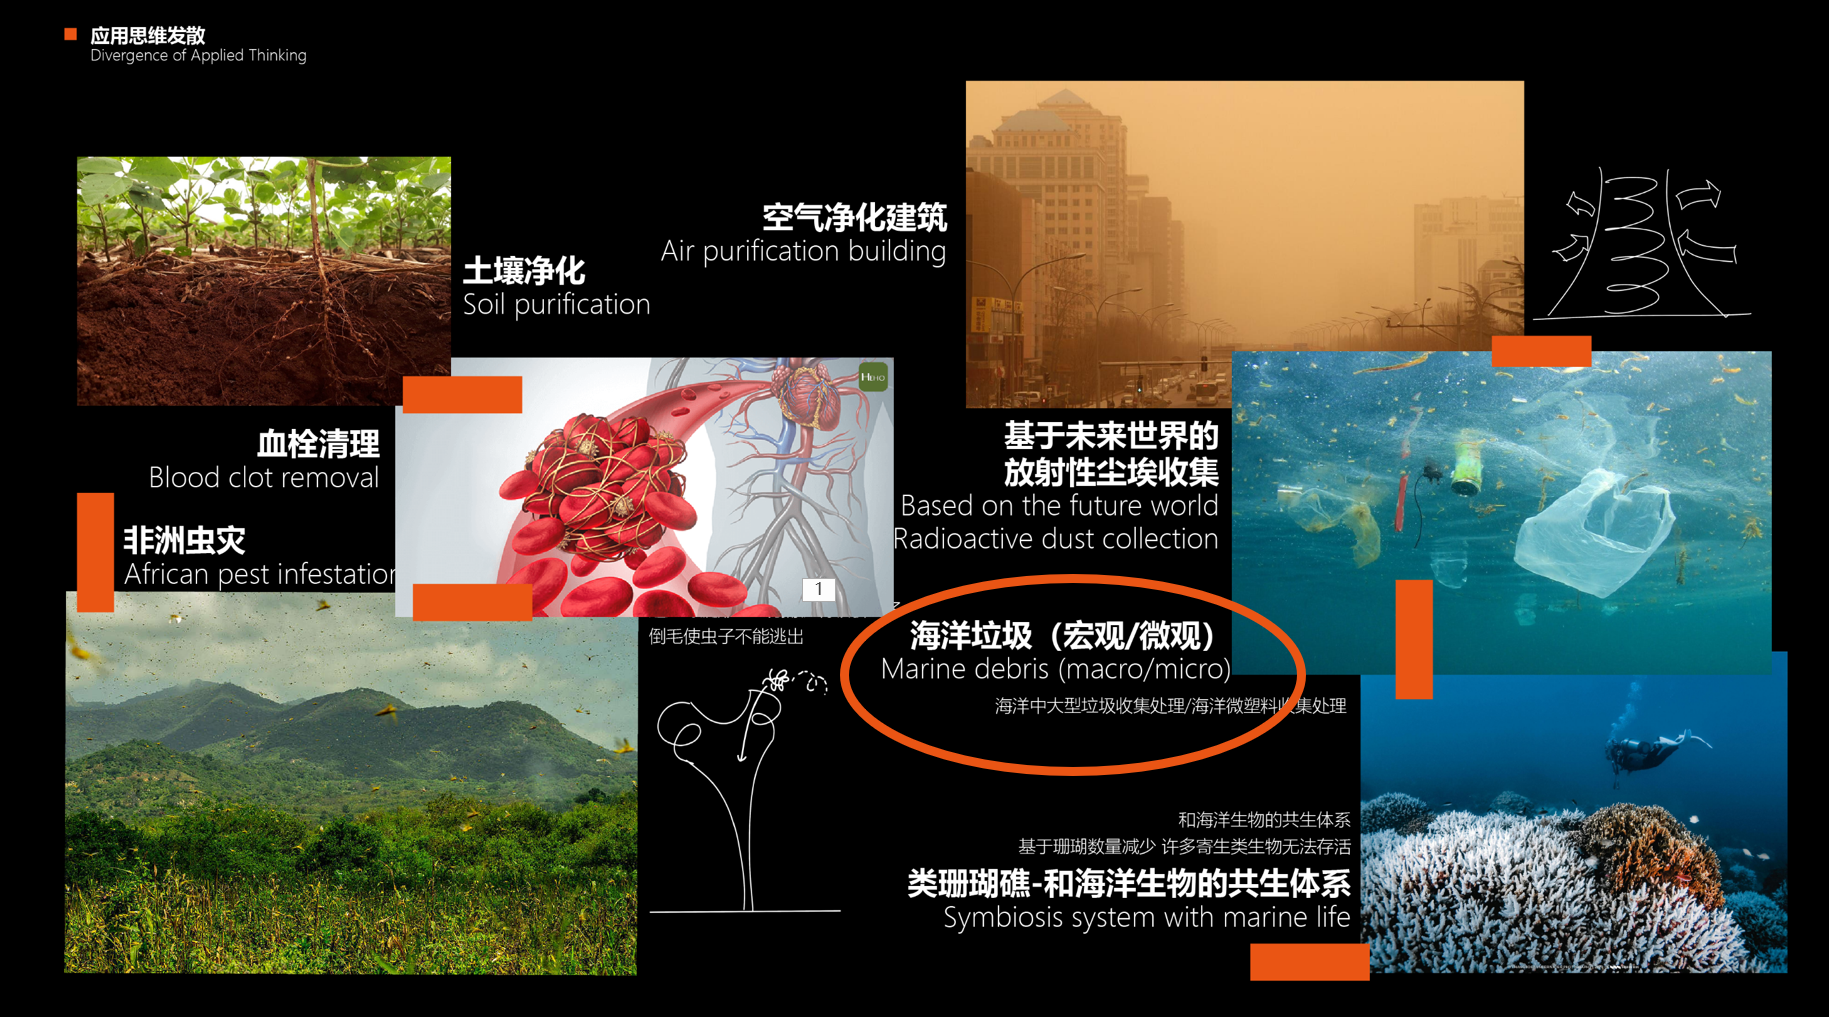 应用思维发散
Divergence of Applied Thinking
空气净化建筑
Air purification building
土壤净化
Soil purification
血栓清理
Blood clot removal
HEHO
1
非洲虫灾
African pest infestation
倒毛使虫子不能逃出
基于未来世界的
放射性尘埃收集
Based on the future world
Radioactive dust collection
海洋垃圾（宏观/微观）
Marine debris (macro/micro)
海洋中大型垃圾收集处理/海洋微塑料收集处理
和海洋生物的共生体系
基于珊瑚数量减少 许多寄生类生物无法存活
类珊瑚礁-和海洋生物的共生体系
Symbiosis system with marine life